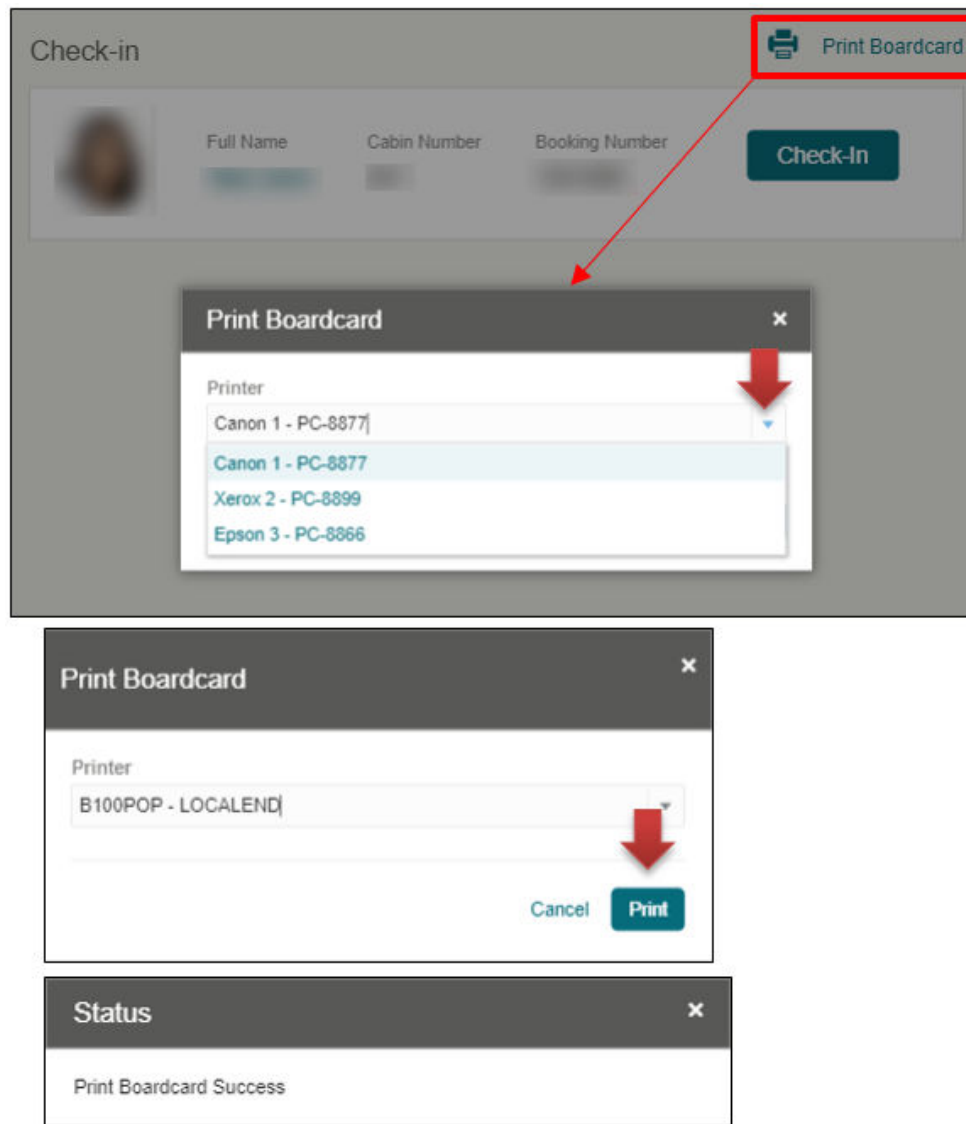 Check-in
Print Boardcard
Full Name
Cabin Number
Booking Number
Check-In
Print Boardcard
Printer
Canon 1 - PC-8877
Canon 1 - PC-8877
Xerox 2 - PC-8899
Epson 3 - PC-8866
Print Boardcard
Printer
B100POP - LOCALEND
Cancel
Print
Status
Print Boardcard Success